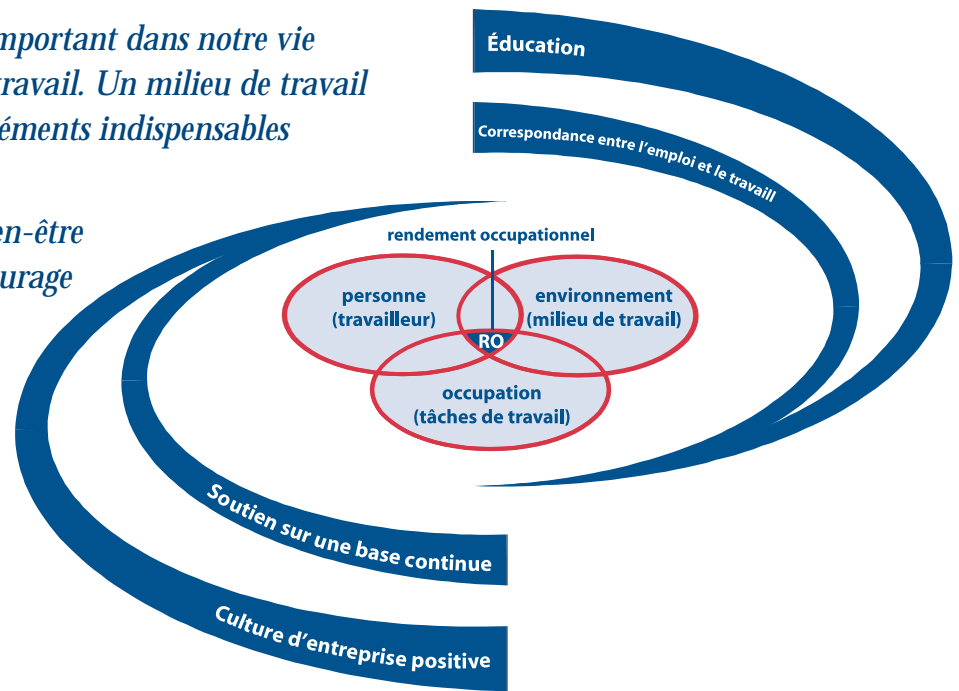 mportant dans notre vie
travail. Un milieu de travail
éments indispensables
en-être
urage
Éducation
Correspondance entre l'emploi et le travaill
rendement occupationnel
personne
(travailleur)
environnement
(milieu de travail)
RO
occupation
(tâches de travail)
Soutien sur une base continue
Culture d'entreprise positive